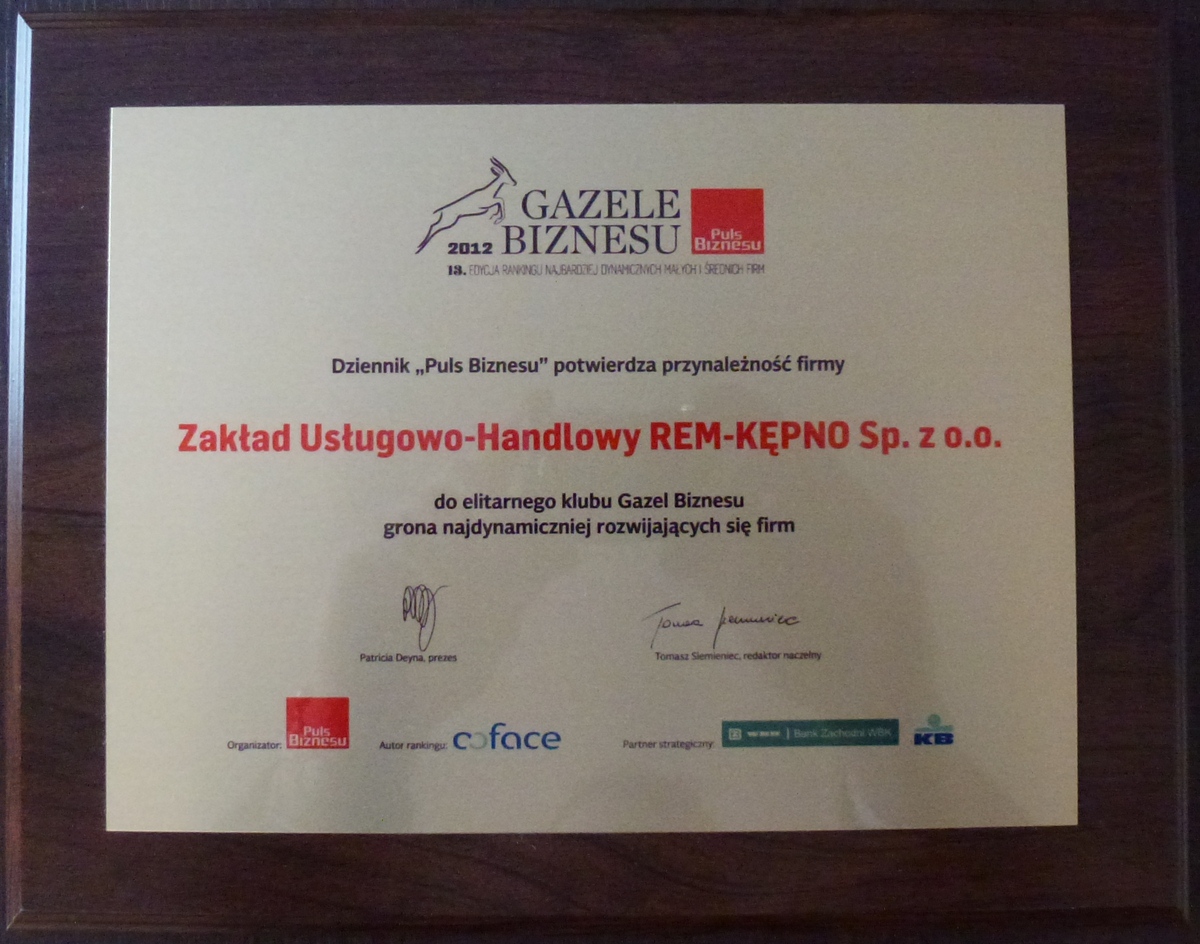 GAZELE
2012 BIZNESU
Puls
Biznesu
13. EDYCJA RANKINGU NAJBARDZIEJ DYNAMICZNYCH MAŁYCH I ŚREDNICH FIRM
Dziennik „Puls Biznesu” potwierdza przynależność firmy
Zakład Usługowo-Handlowy REM-KĘPNO Sp. z o.o.
do elitarnego klubu Gazel Biznesu
grona najdynamiczniej rozwijających się firm
Patricia Deyna, prezes
Tomasz Siemieniec, redaktor naczelny
Organizator: Puls Biznesu
Autor rankingu: coface
Partner strategiczny: Bank Zachodni WBK
KB